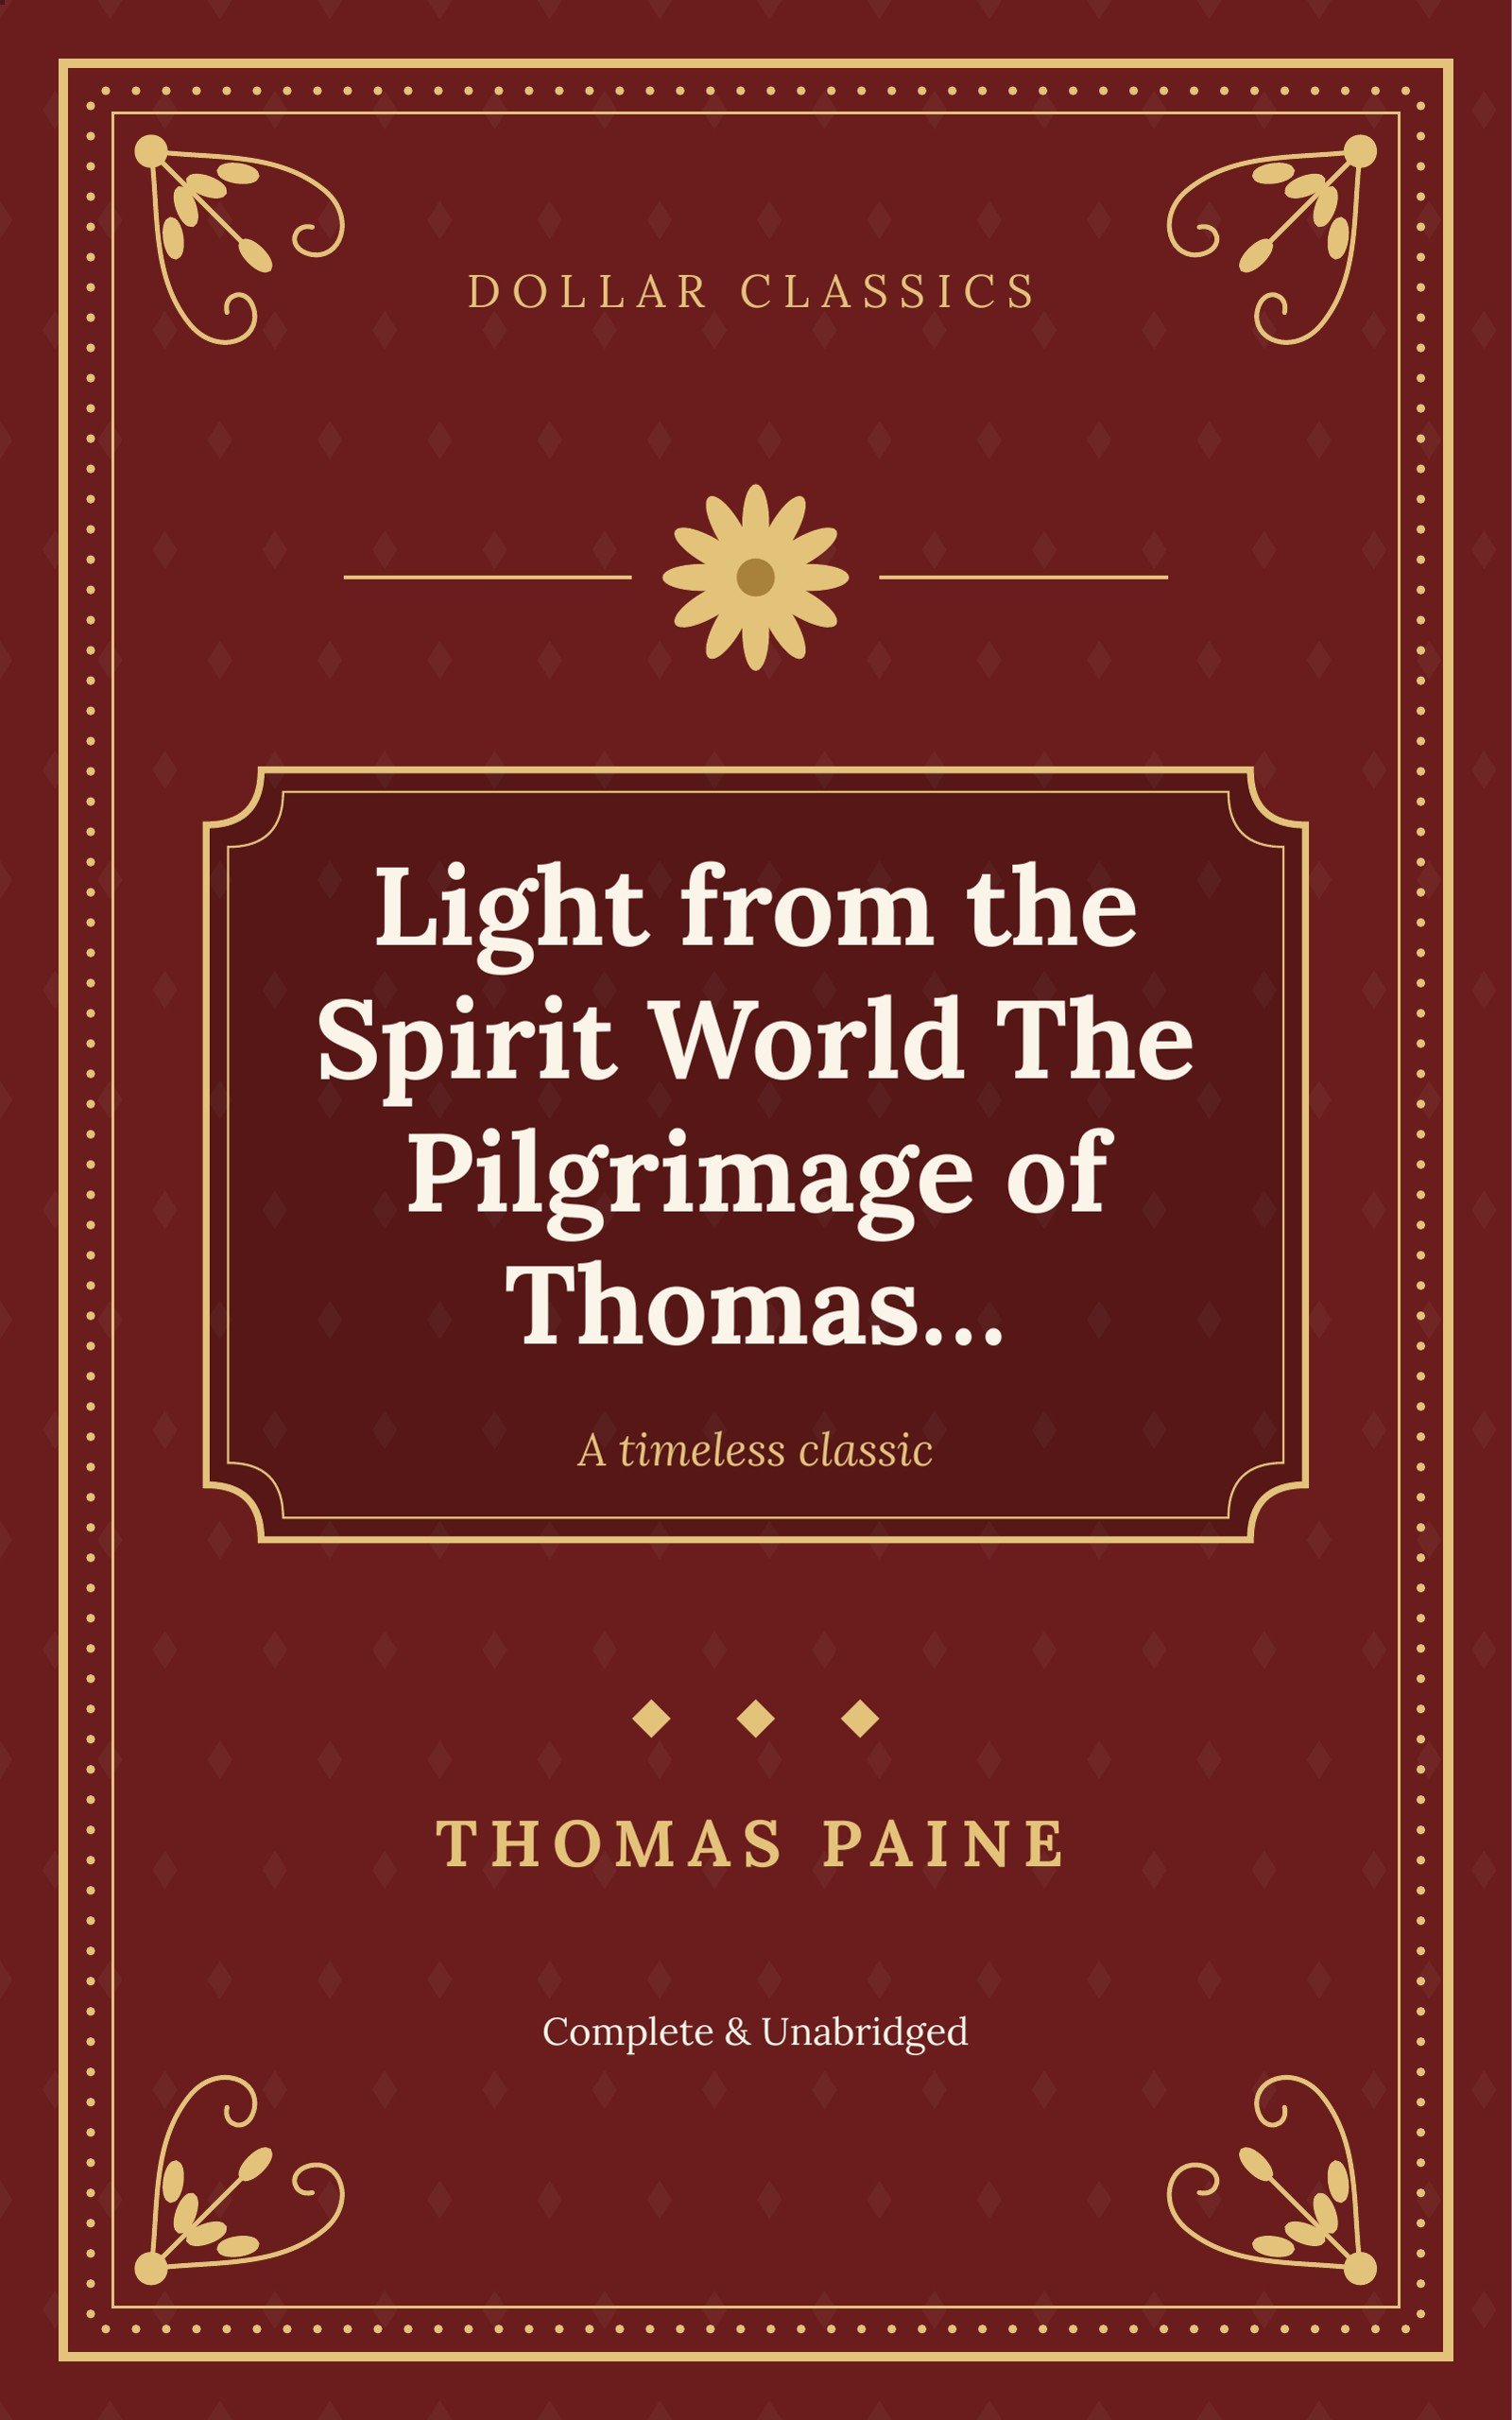 DOLLAR CLASSICS
Light from the
Spirit World The
Pilgrimage of
Thomas...
A timeless classic
THOMAS PAINE
Complete & Unabridged